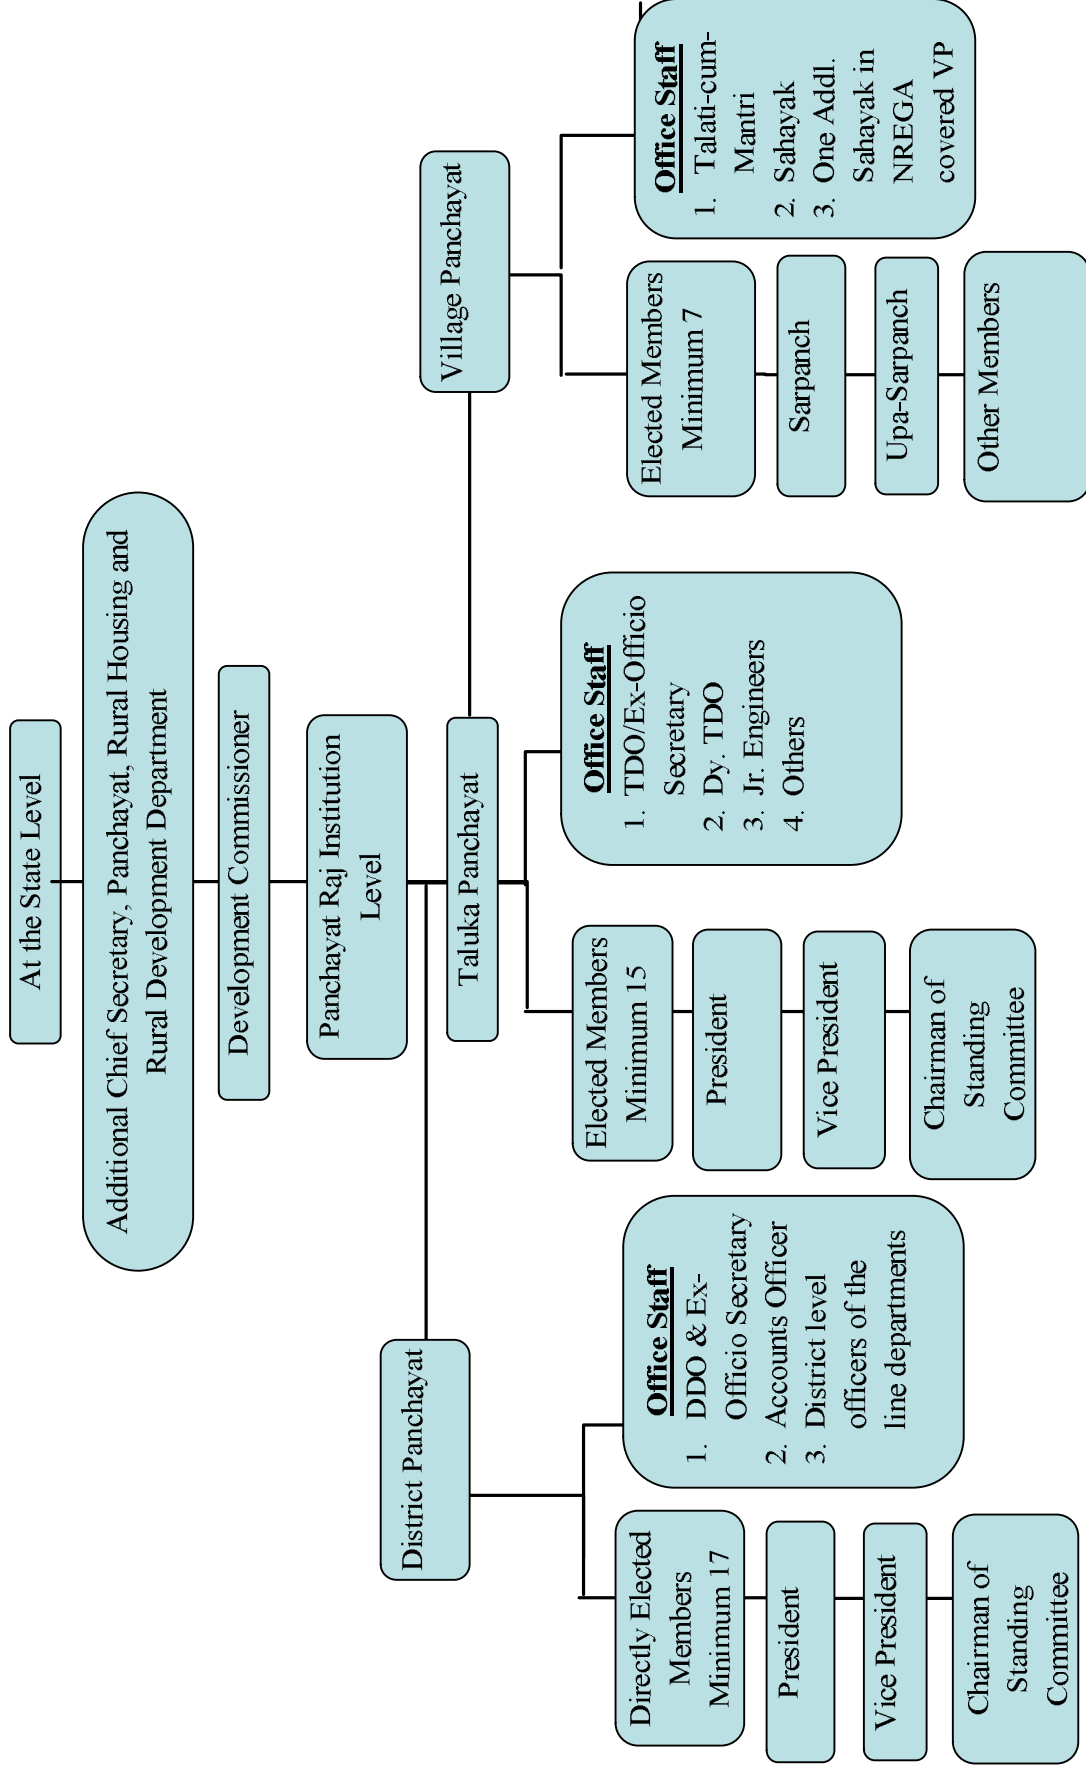 At the State Level
Additional Chief Secretary, Panchayat, Rural Housing and
Rural Development Department
Development Commissioner
Panchayat Raj Institution
Level
District Panchayat
Taluka Panchayat
Village Panchayat
Directly Elected
Members
Minimum 17
President
Vice President
Chairman of
Standing
Committee
Office Staff
1. DDO & Ex-
Officio Secretary
2. Accounts Officer
3. District level
officers of the
line departments
Elected Members
Minimum 15
President
Vice President
Chairman of
Standing
Committee
Office Staff
1. TDO/Ex-Officio
Secretary
2. Dy. TDO
3. Jr. Engineers
4. Others
Elected Members
Minimum 7
Sarpanch
Upa-Sarpanch
Other Members
Office Staff
1. Talati-cum-
Mantri
2. Sahayak
3. One Addl.
Sahayak in
NREGA
covered VP